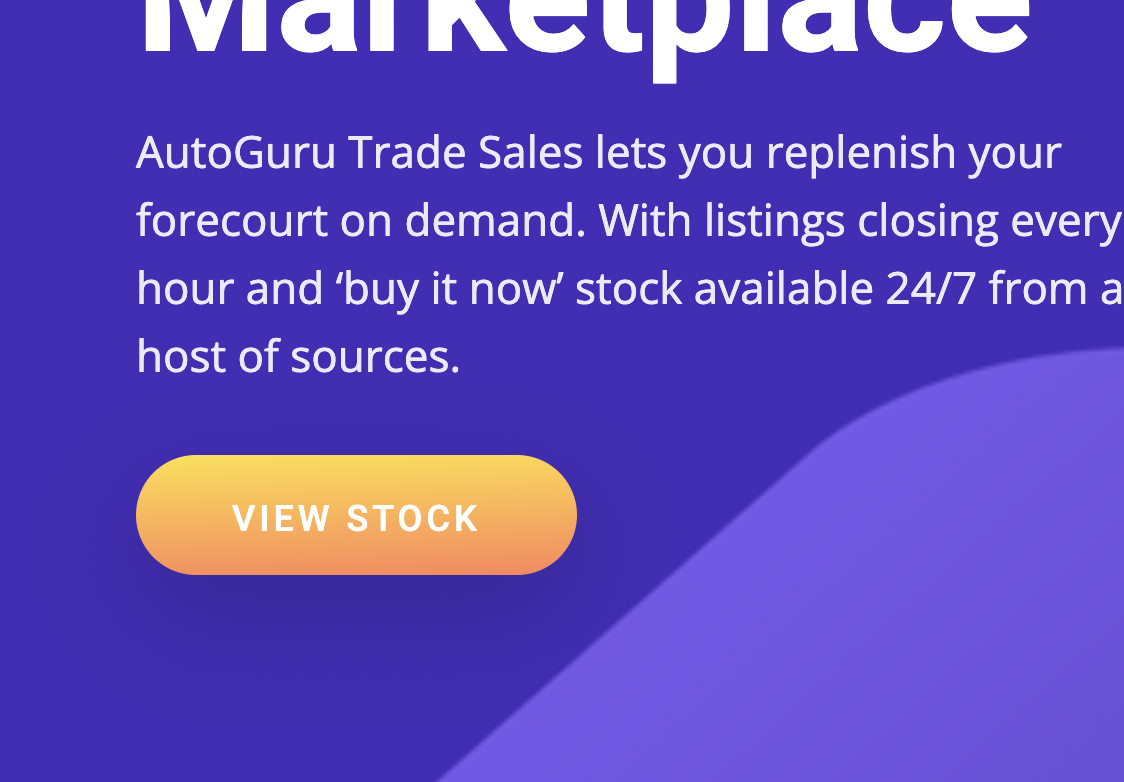 Marketplace
AutoGuru Trade Sales lets you replenish your
forecourt on demand. With listings closing every
hour and ‘buy it now’ stock available 24/7 from a
host of sources.
VIEW STOCK